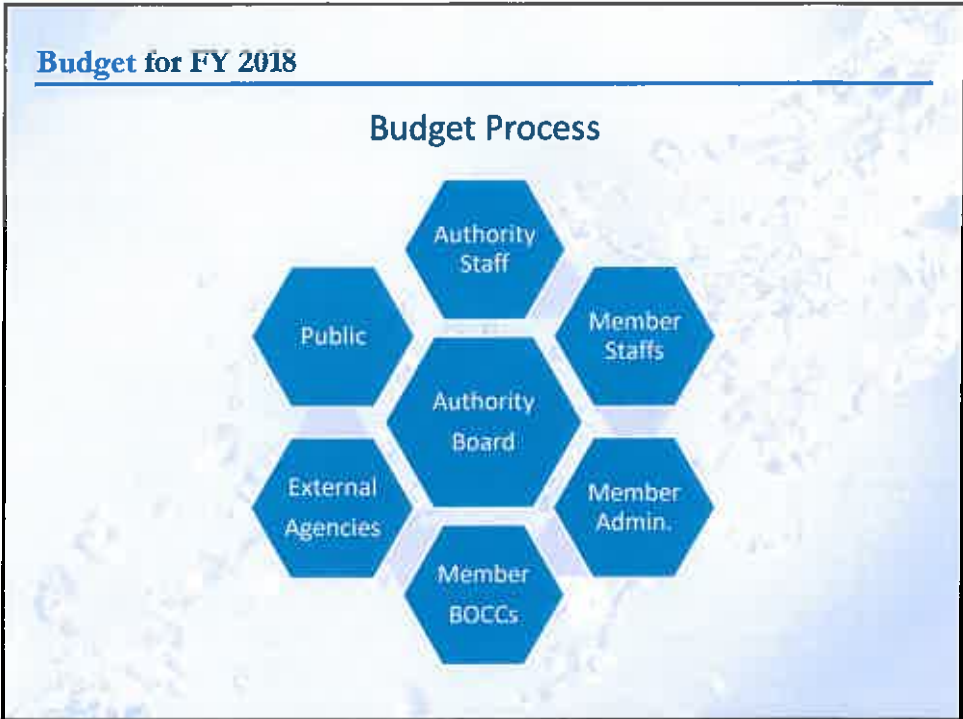 Budget for FY 2018
Budget Process
Authority
Staff
Public
Member
Staffs
Authority
Board
External
Agencies
Member
Admin.
Member
BOCCs